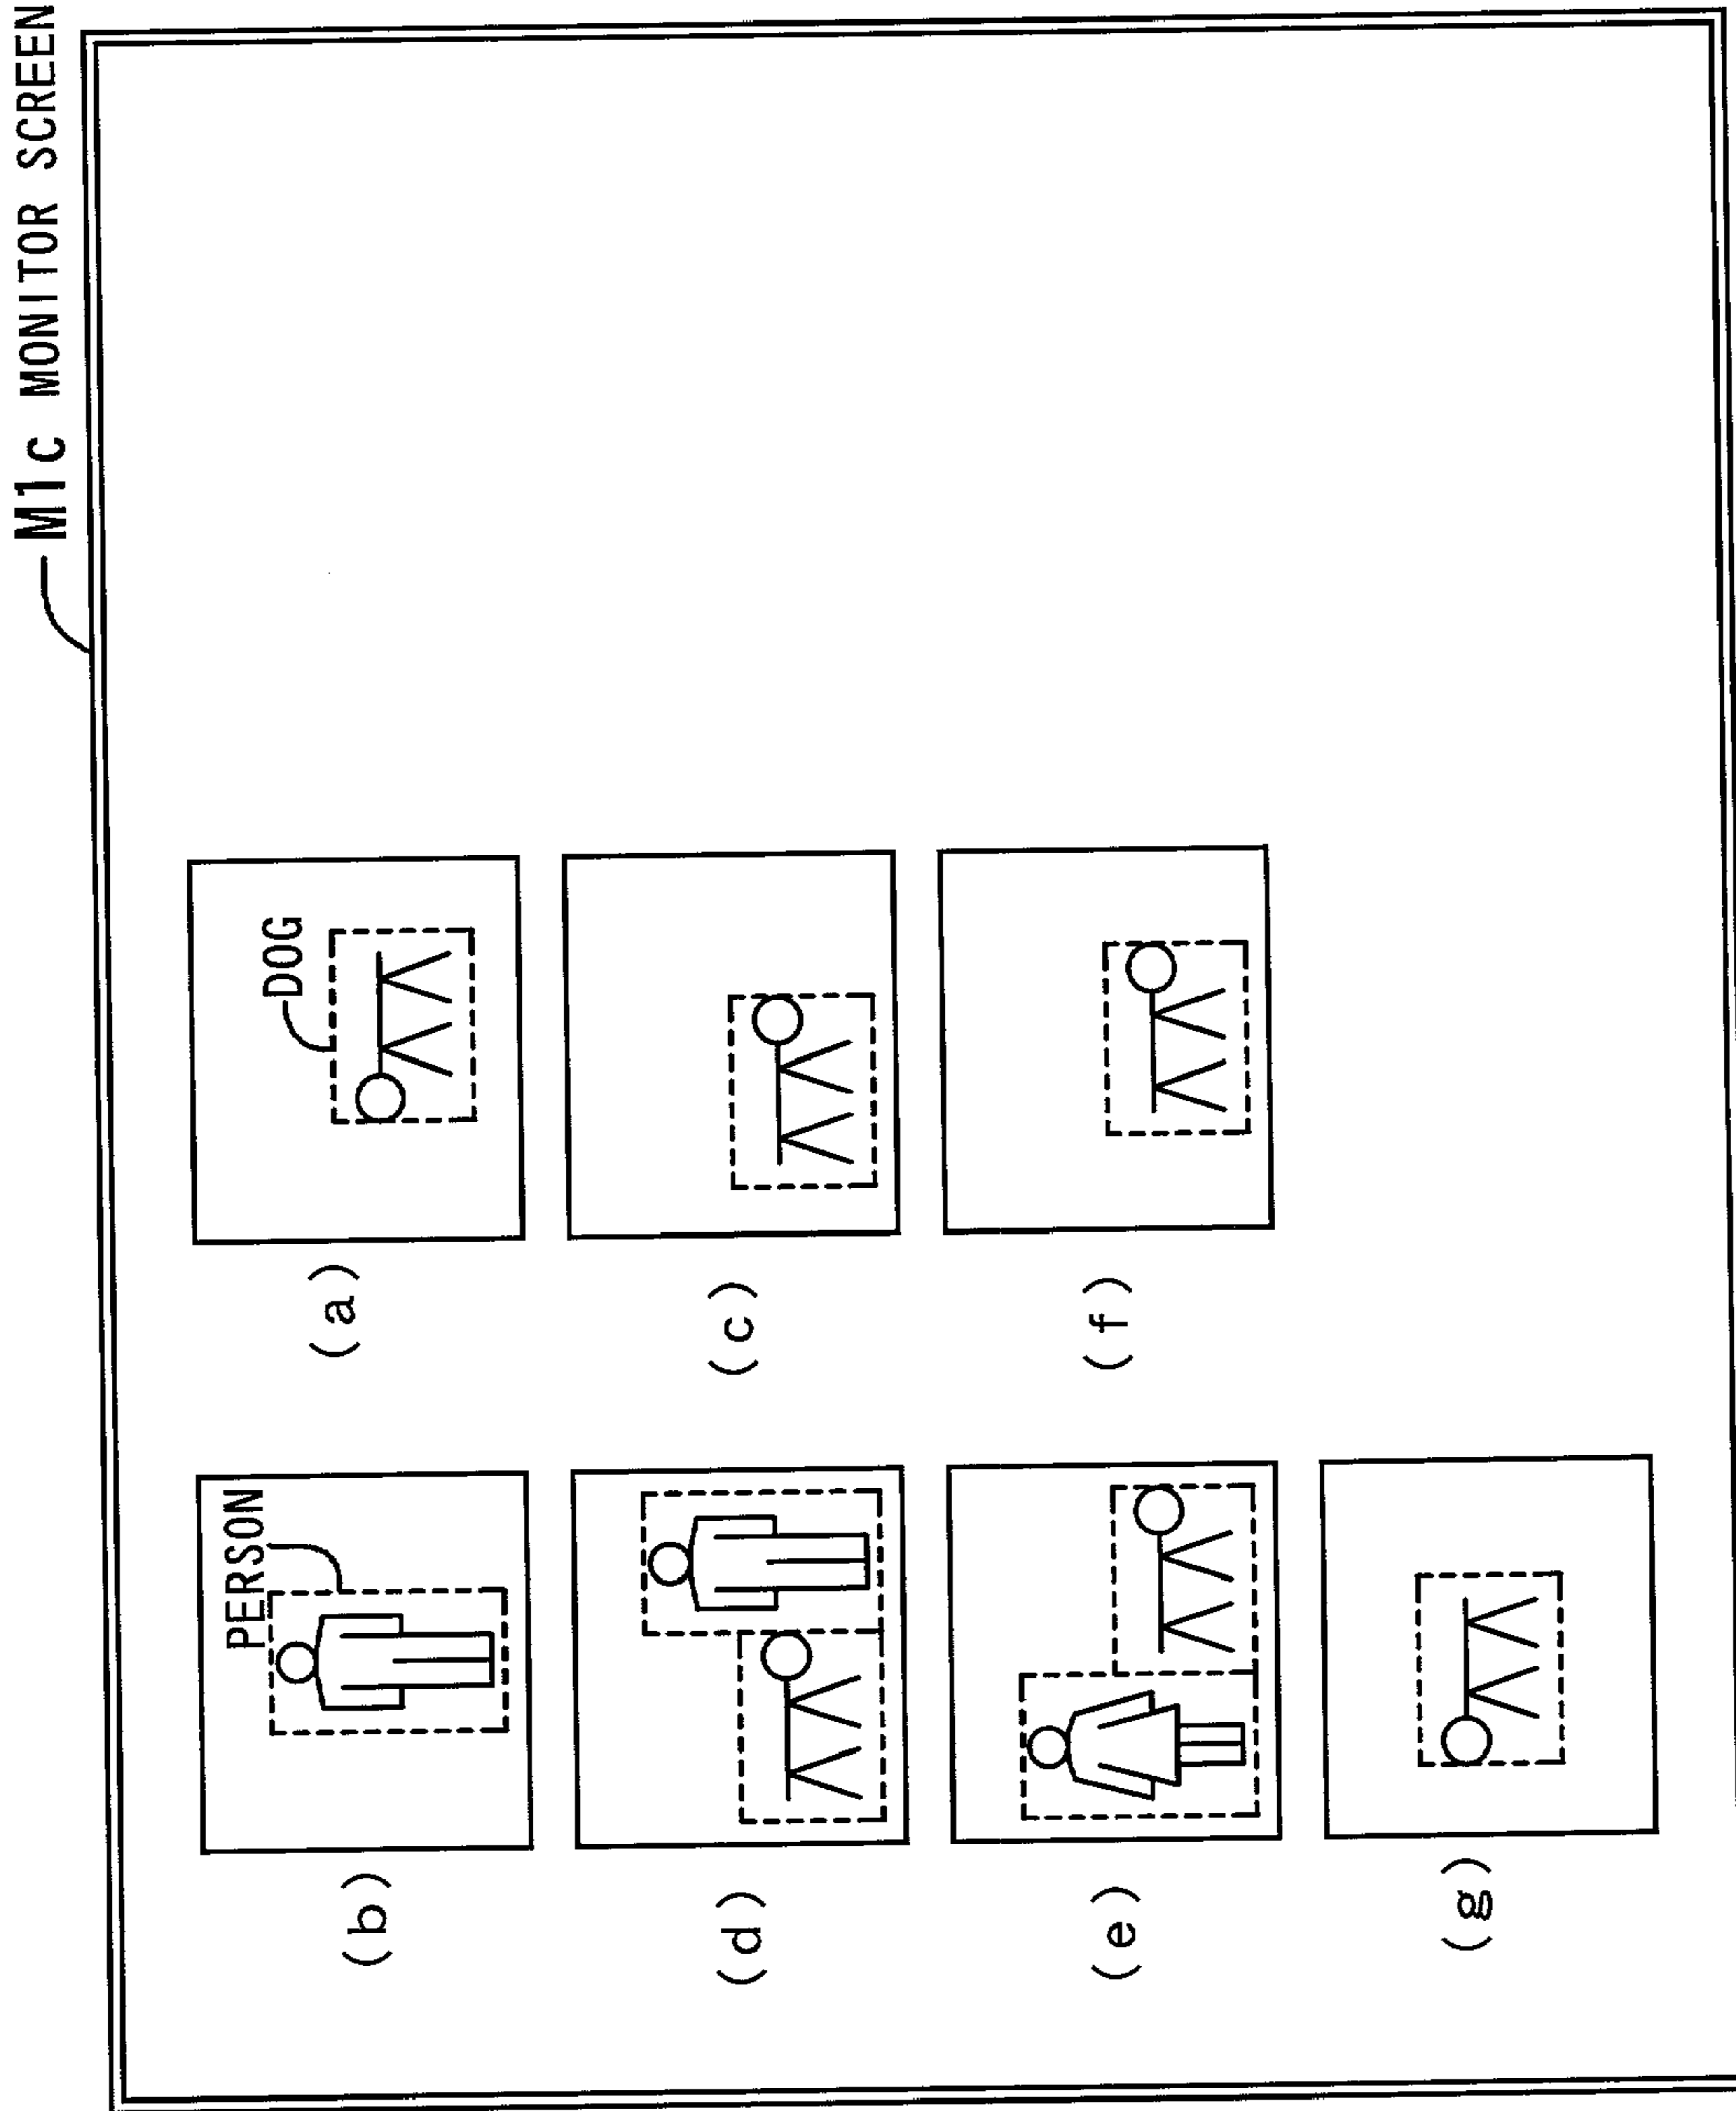 M1c MONITOR SCREEN
PERSON
(b)
DOG
(a)
(d)
(c)
(e)
(f)
(g)